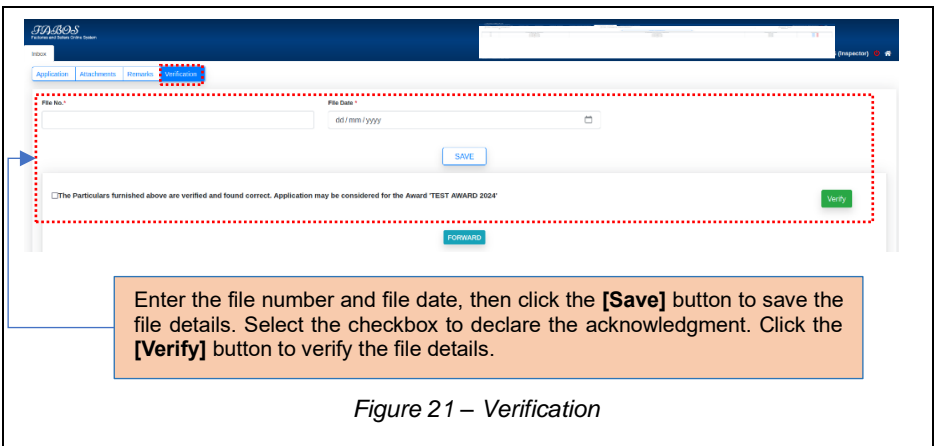 FABOS
Factories and Boilers Online System
Inbox
(Inspector)
Application Attachments Remarks Verification
File No.* File Date *
dd/mm/yyyy
SAVE
The Particulars furnished above are verified and found correct. Application may be considered for the Award 'TEST AWARD 2024'
Verify
FORWARD
Enter the file number and file date, then click the [Save] button to save the
file details. Select the checkbox to declare the acknowledgment. Click the
[Verify] button to verify the file details.
Figure 21 – Verification